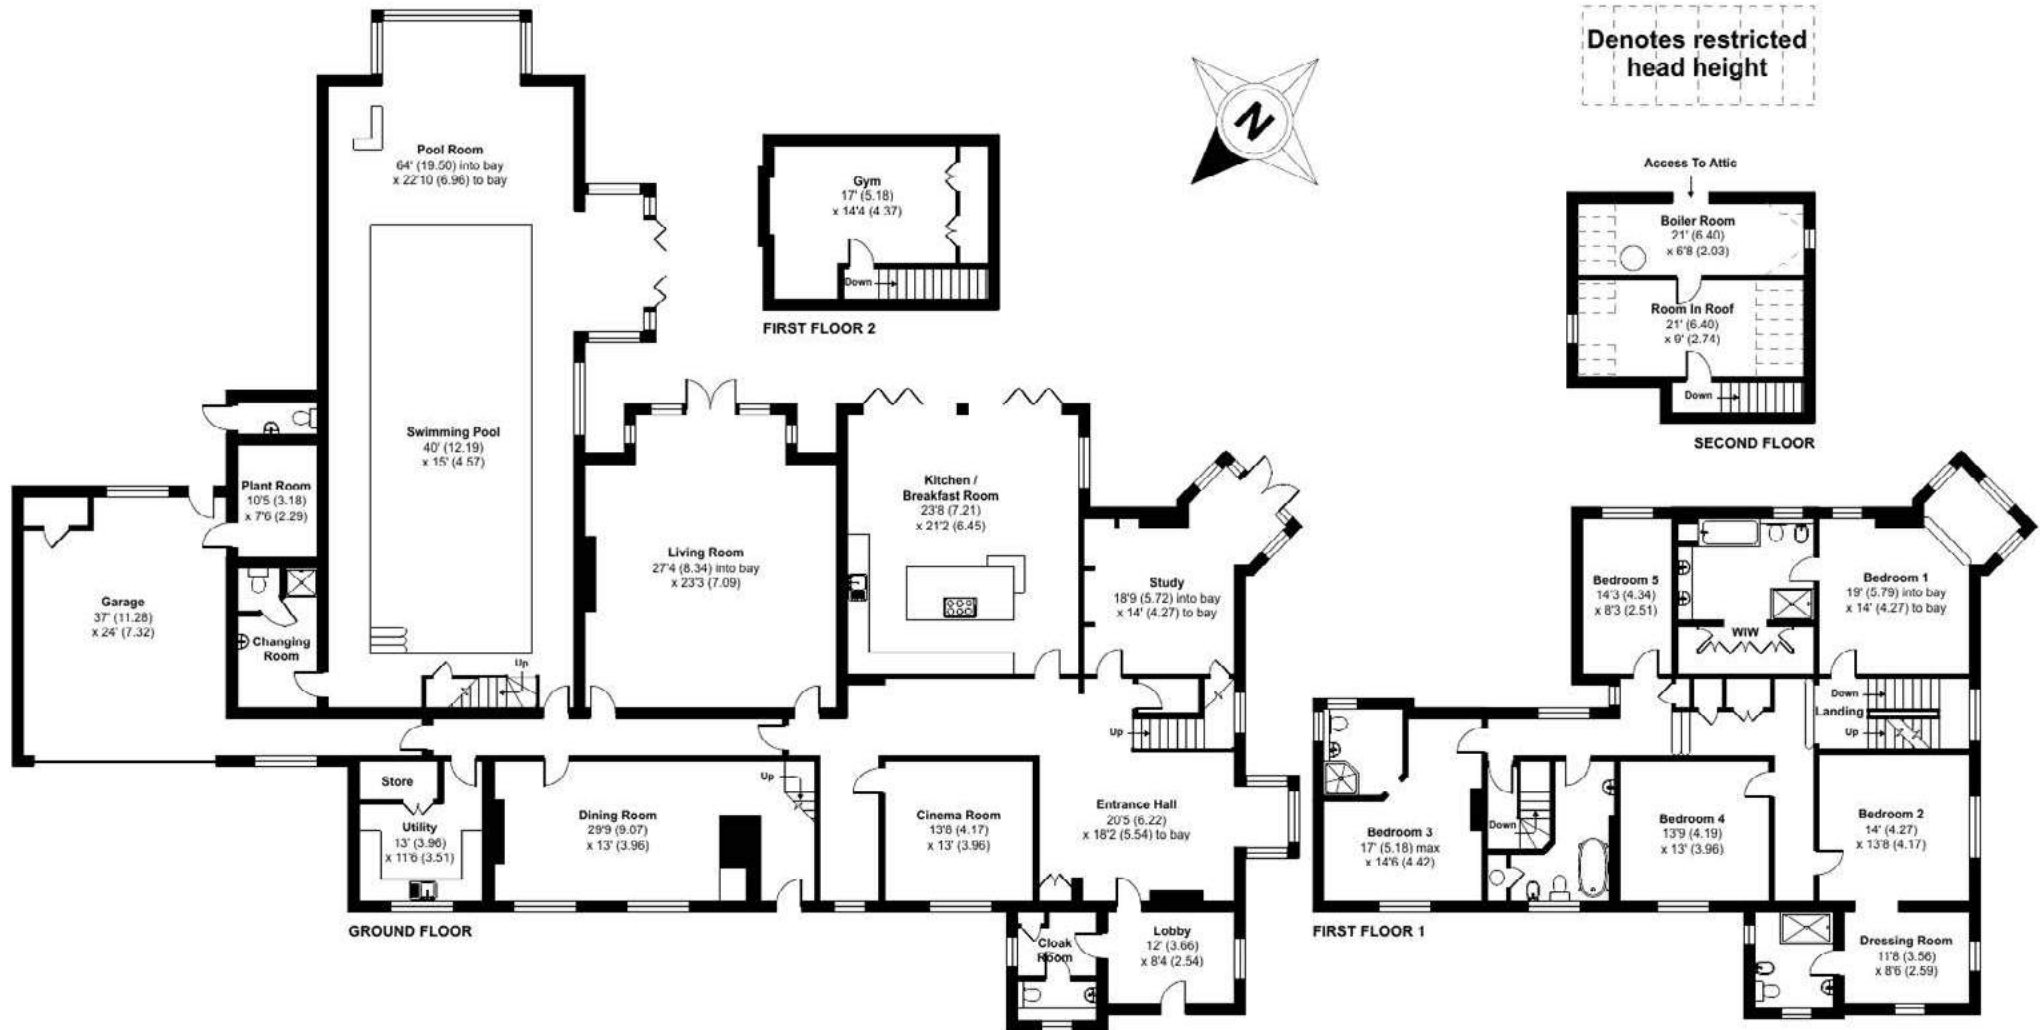 Denotes restricted
head height
N
Pool Room
64' (19.50) into bay
x 22'10 (6.96) to bay
Gym
17' (5.18)
x 14'4 (4.37)
Down
FIRST FLOOR 2
Access To Attic
Boiler Room
21' (6.40)
x 6'8 (2.03)
Room In Roof
21' (6.40)
x 9' (2.74)
Down
SECOND FLOOR
Swimming Pool
40' (12.19)
x 15' (4.57)
Plant Room
10'5 (3.18)
x 7'6 (2.29)
Garage
37' (11.28)
x 24' (7.32)
Changing
Room
Up
Living Room
27'4 (8.34) into bay
x 23'3 (7.09)
Kitchen /
Breakfast Room
23'8 (7.21)
x 21'2 (6.45)
Study
18'9 (5.72) into bay
x 14' (4.27) to bay
Up
Store
Utility
13' (3.96)
x 11'6 (3.51)
Dining Room
29'9 (9.07)
x 13' (3.96)
Up
Cinema Room
13'8 (4.17)
x 13' (3.96)
Entrance Hall
20'5 (6.22)
x 18'2 (5.54) to bay
Cloak
Room
Lobby
12' (3.66)
x 8'4 (2.54)
GROUND FLOOR
Bedroom 5
14'3 (4.34)
x 8'3 (2.51)
WIW
Bedroom 1
19' (5.79) into bay
x 14' (4.27) to bay
Down
Landing
Up
Bedroom 3
17' (5.18) max
x 14'6 (4.42)
Down
Bedroom 4
13'9 (4.19)
x 13' (3.96)
Bedroom 2
14' (4.27)
x 13'8 (4.17)
Dressing Room
11'8 (3.56)
x 8'6 (2.59)
FIRST FLOOR 1